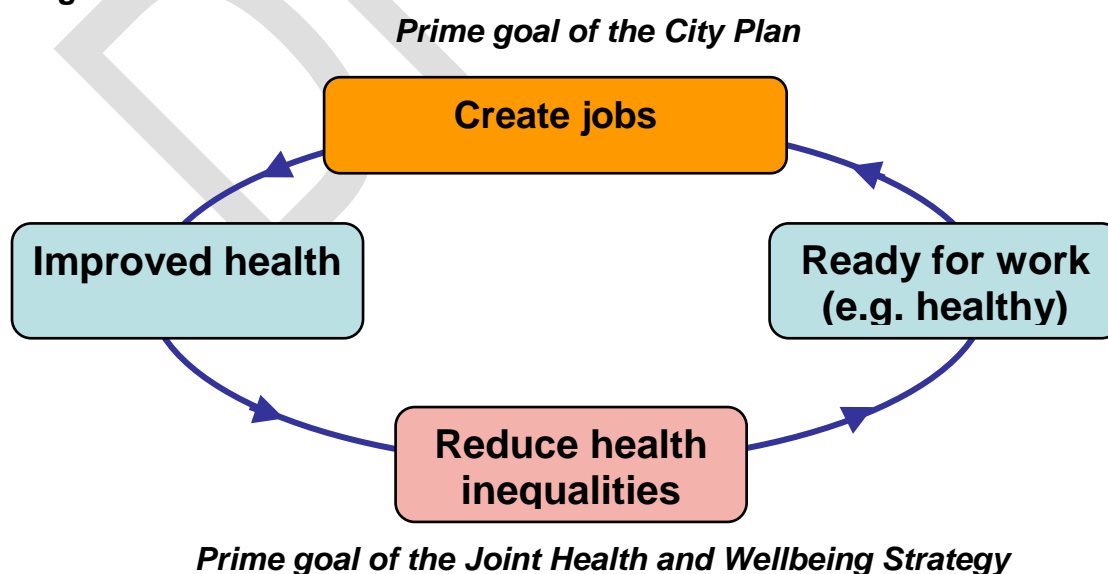 Prime goal of the City Plan
Create jobs
Improved health
Ready for work
(e.g. healthy)
Reduce health
inequalities
Prime goal of the Joint Health and Wellbeing Strategy